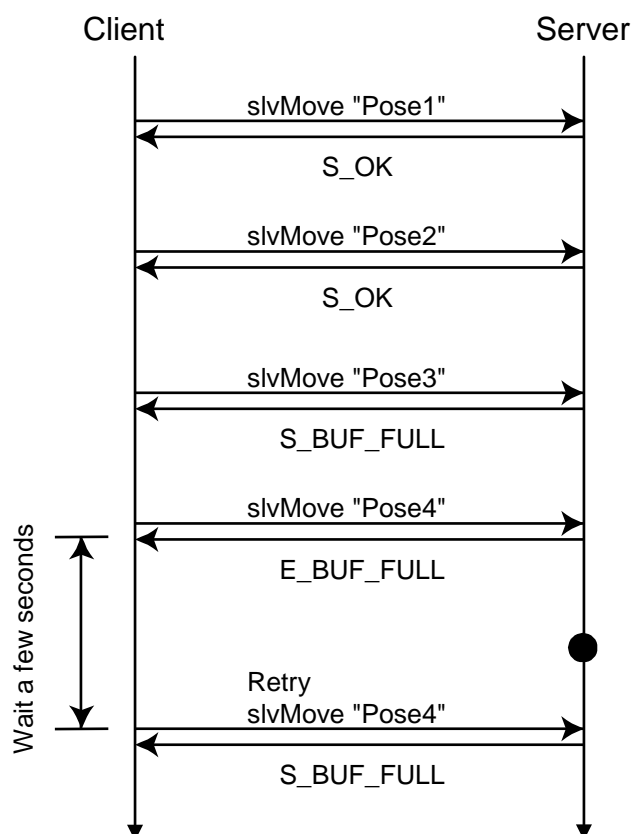 Client
Server
slvMove "Pose1"
S_OK
slvMove "Pose2"
S_OK
slvMove "Pose3"
S_BUF_FULL
slvMove "Pose4"
E_BUF_FULL
Wait a few seconds
Retry
slvMove "Pose4"
S_BUF_FULL